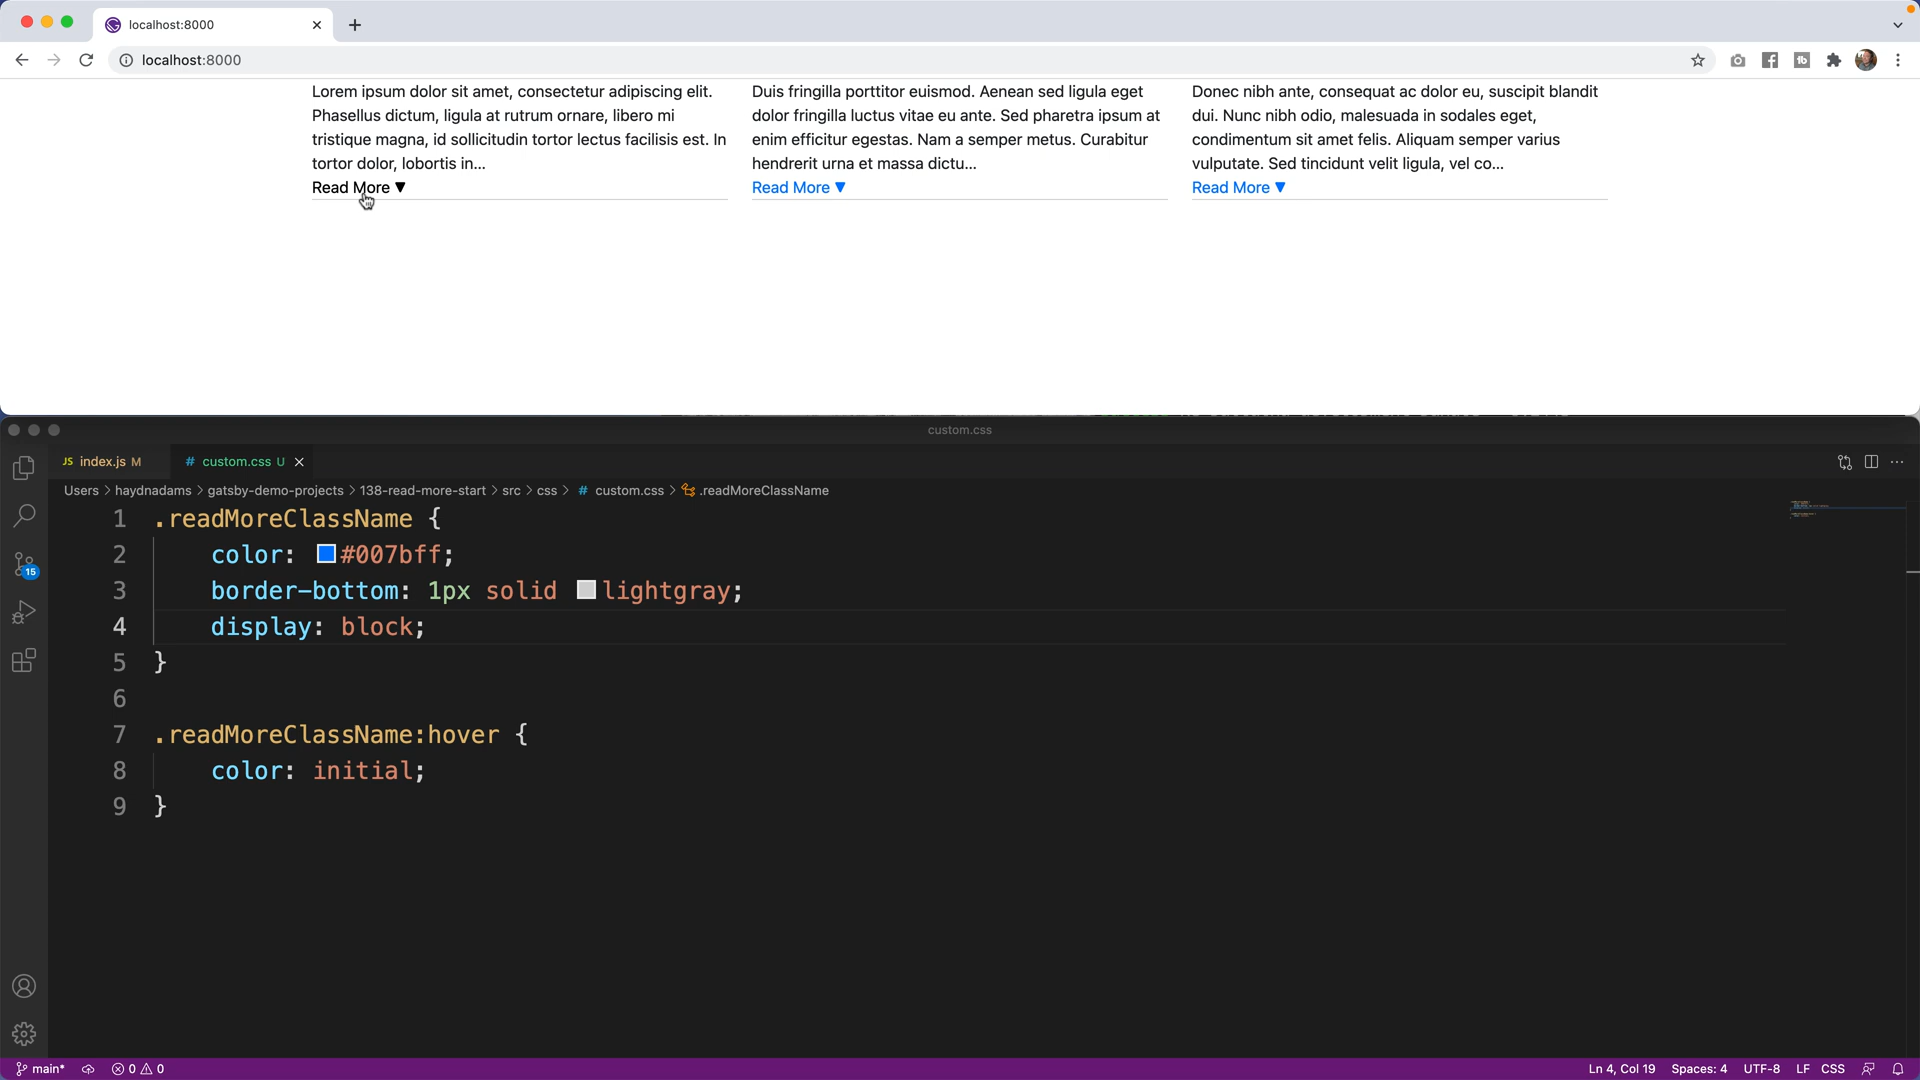 localhost:8000
localhost:8000
Lorem ipsum dolor sit amet, consectetur adipiscing elit.
Phasellus dictum, ligula at rutrum ornare, libero mi
tristique magna, id sollicitudin tortor lectus facilisis est. In
tortor dolor, lobortis in...
Read More ▼
Duis fringilla porttitor euismod. Aenean sed ligula eget
dolor fringilla luctus vitae eu ante. Sed pharetra ipsum at
enim efficitur egestas. Nam a semper metus. Curabitur
hendrerit urna et massa dictu...
Read More ▼
Donec nibh ante, consequat ac dolor eu, suscipit blandit
dui. Nunc nibh odio, malesuada in sodales eget,
condimentum sit amet felis. Aliquam semper varius
vulputate. Sed tincidunt velit ligula, vel co...
Read More ▼
custom.css
JS index.js M
# custom.css U
Users > haydnadams > gatsby-demo-projects > 138-read-more-start > src > css > # custom.css > .readMoreClassName
1 .readMoreClassName {
2 color: #007bff;
3 border-bottom: 1px solid lightgray;
4 display: block;
5 }
6
7 .readMoreClassName:hover {
8 color: initial;
9 }
15
main* 0 0 Ln 4, Col 19 Spaces: 4 UTF-8 LF CSS